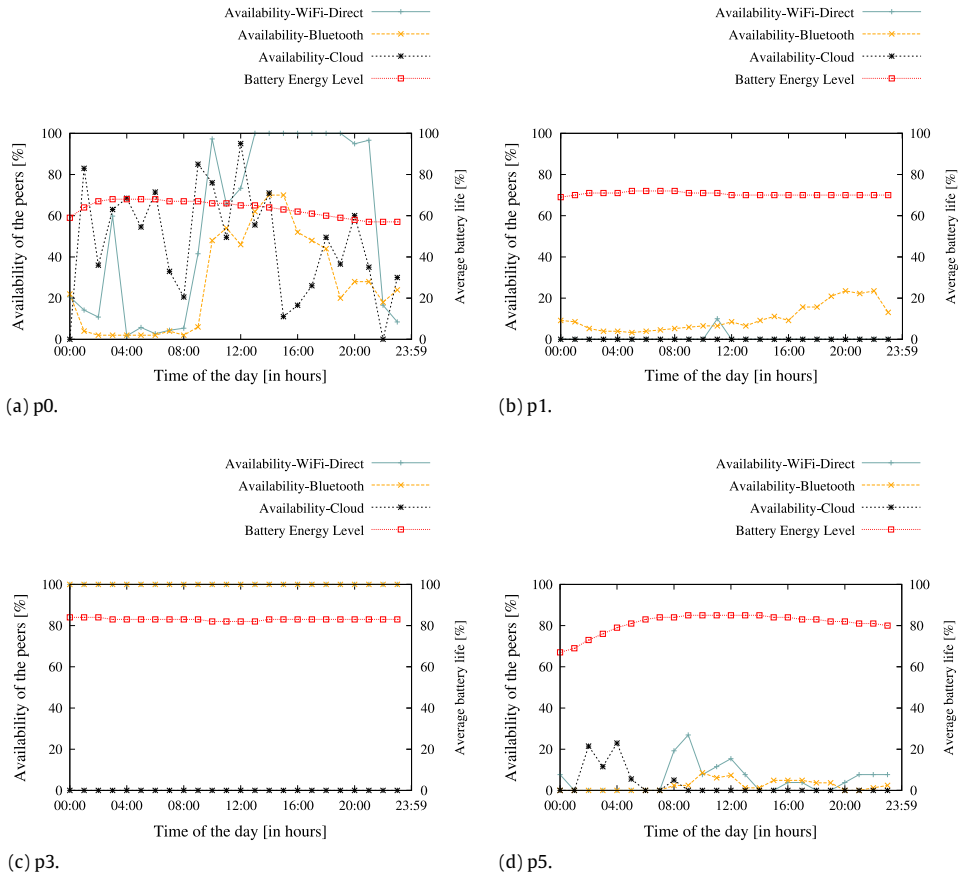 Availability-WiFi-Direct
Availability-Bluetooth
Availability-Cloud
Battery Energy Level
100 100
80 80
60 60
40 40
20 20
0 0
00:00 04:00 08:00 12:00 16:00 20:00 23:59
Availability of the peers [%]
Average battery life [%]
Time of the day [in hours]
(a) p0.
Availability-WiFi-Direct
Availability-Bluetooth
Availability-Cloud
Battery Energy Level
100 100
80 80
60 60
40 40
20 20
0 0
00:00 04:00 08:00 12:00 16:00 20:00 23:59
Availability of the peers [%]
Average battery life [%]
Time of the day [in hours]
(b) p1.
Availability-WiFi-Direct
Availability-Bluetooth
Availability-Cloud
Battery Energy Level
100 100
80 80
60 60
40 40
20 20
0 0
00:00 04:00 08:00 12:00 16:00 20:00 23:59
Availability of the peers [%]
Average battery life [%]
Time of the day [in hours]
(c) p3.
Availability-WiFi-Direct
Availability-Bluetooth
Availability-Cloud
Battery Energy Level
100 100
80 80
60 60
40 40
20 20
0 0
00:00 04:00 08:00 12:00 16:00 20:00 23:59
Availability of the peers [%]
Average battery life [%]
Time of the day [in hours]
(d) p5.